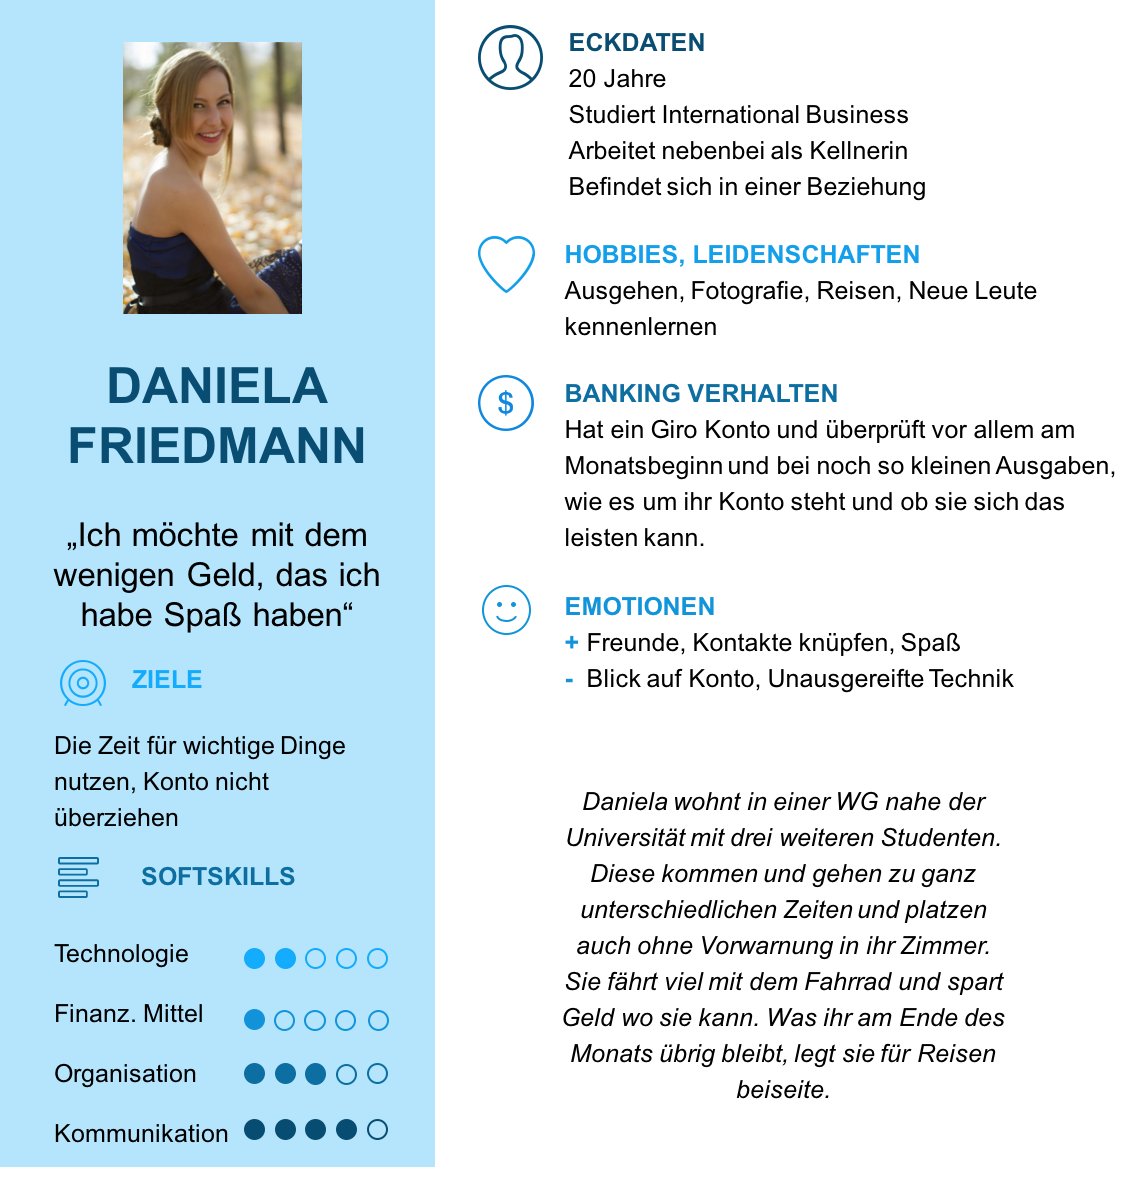 DANIELA
FRIEDMANN
„Ich möchte mit dem
wenigen Geld, das ich
habe Spaß haben“
ZIELE
Die Zeit für wichtige Dinge
nutzen, Konto nicht
überziehen
SOFTSKILLS
Technologie
Finanz. Mittel
Organisation
Kommunikation
ECKDATEN
20 Jahre
Studiert International Business
Arbeitet nebenbei als Kellnerin
Befindet sich in einer Beziehung
HOBBIES, LEIDENSCHAFTEN
Ausgehen, Fotografie, Reisen, Neue Leute
kennenlernen
$
BANKING VERHALTEN
Hat ein Giro Konto und überprüft vor allem am
Monatsbeginn und bei noch so kleinen Ausgaben,
wie es um ihr Konto steht und ob sie sich das
leisten kann.
EMOTIONEN
+ Freunde, Kontakte knüpfen, Spaß
- Blick auf Konto, Unausgereifte Technik
Daniela wohnt in einer WG nahe der
Universität mit drei weiteren Studenten.
Diese kommen und gehen zu ganz
unterschiedlichen Zeiten und platzen
auch ohne Vorwarnung in ihr Zimmer.
Sie fährt viel mit dem Fahrrad und spart
Geld wo sie kann. Was ihr am Ende des
Monats übrig bleibt, legt sie für Reisen
beiseite.